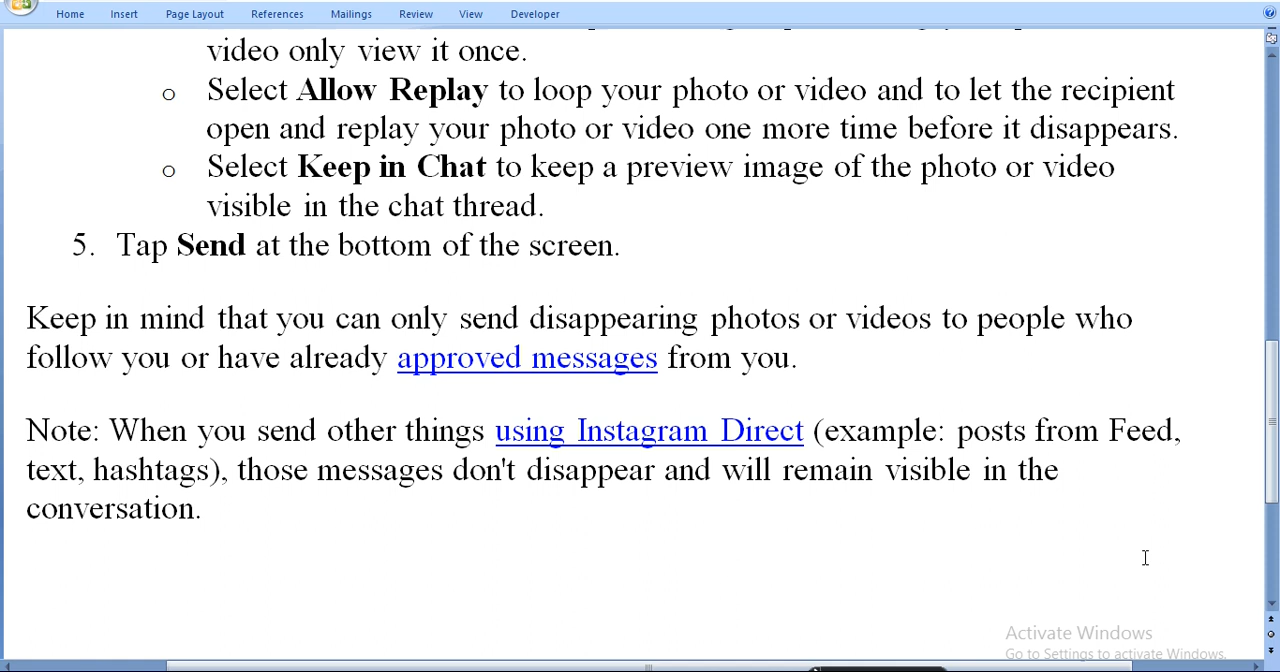 Home Insert Page Layout References Mailings Review View Developer
video only view it once.
o Select Allow Replay to loop your photo or video and to let the recipient
open and replay your photo or video one more time before it disappears.
o Select Keep in Chat to keep a preview image of the photo or video
visible in the chat thread.
5. Tap Send at the bottom of the screen.
Keep in mind that you can only send disappearing photos or videos to people who
follow you or have already approved messages from you.
Note: When you send other things using Instagram Direct (example: posts from Feed,
text, hashtags), those messages don't disappear and will remain visible in the
conversation.
Activate Windows
Go to Settings to activate Windows.